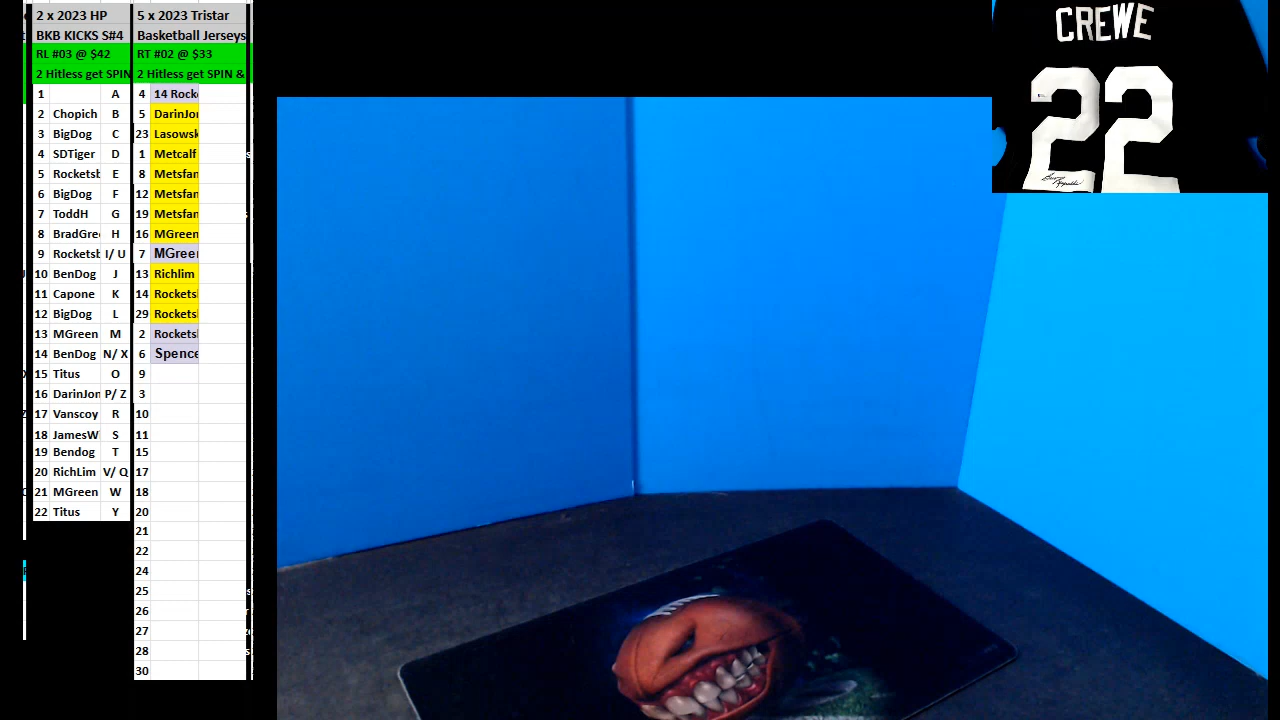 2 x 2023 HP
BKB KICKS S#4
RL #03 @ $42
2 Hitless get SPIN
1 A
2 Chopich B
3 BigDog C
4 SDTiger D
5 Rocketsb E
6 BigDog F
7 ToddH G
8 BradGre H
9 Rocketsb I/ U
10 BenDog J
11 Capone K
12 BigDog L
13 MGreen M
14 BenDog N/ X
15 Titus O
16 DarinJon P/ Z
17 Vanscoy R
18 JamesWi S
19 Bendog T
20 RichLim V/ Q
21 MGreen W
22 Titus Y
5 x 2023 Tristar
Basketball Jerseys
RT #02 @ $33
2 Hitless get SPIN &
4 14 Rock
5 DarinJon
23 Lasowsk
1 Metcalf
8 Metsfan
12 Metsfan
19 Metsfan
16 MGreen
7 MGreen
13 Richlim
14 Rockets
29 Rockets
2 Rockets
6 Spence
9
3
10
11
15
17
18
20
21
22
24
25
26
27
28
30
CREWE
22